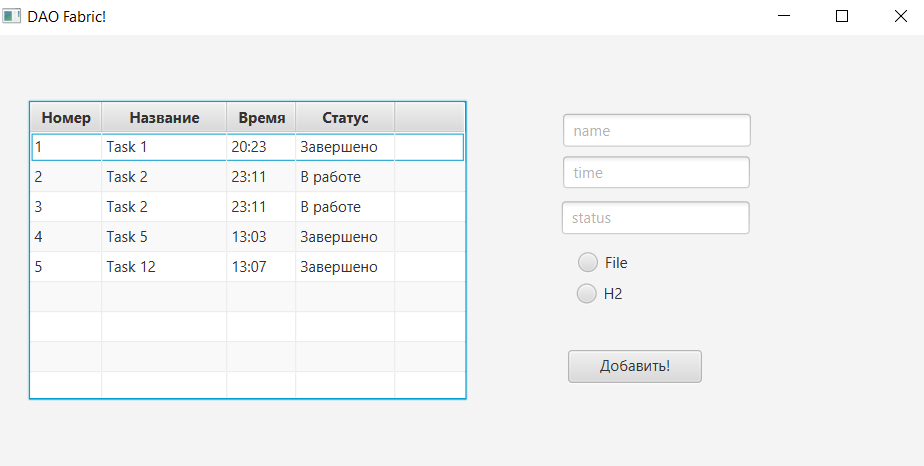 DAO Fabric!
Номер Название Время Статус
1 Task 1 20:23 Завершено
2 Task 2 23:11 В работе
3 Task 2 23:11 В работе
4 Task 5 13:03 Завершено
5 Task 12 13:07 Завершено
name
time
status
File
H2
Добавить!